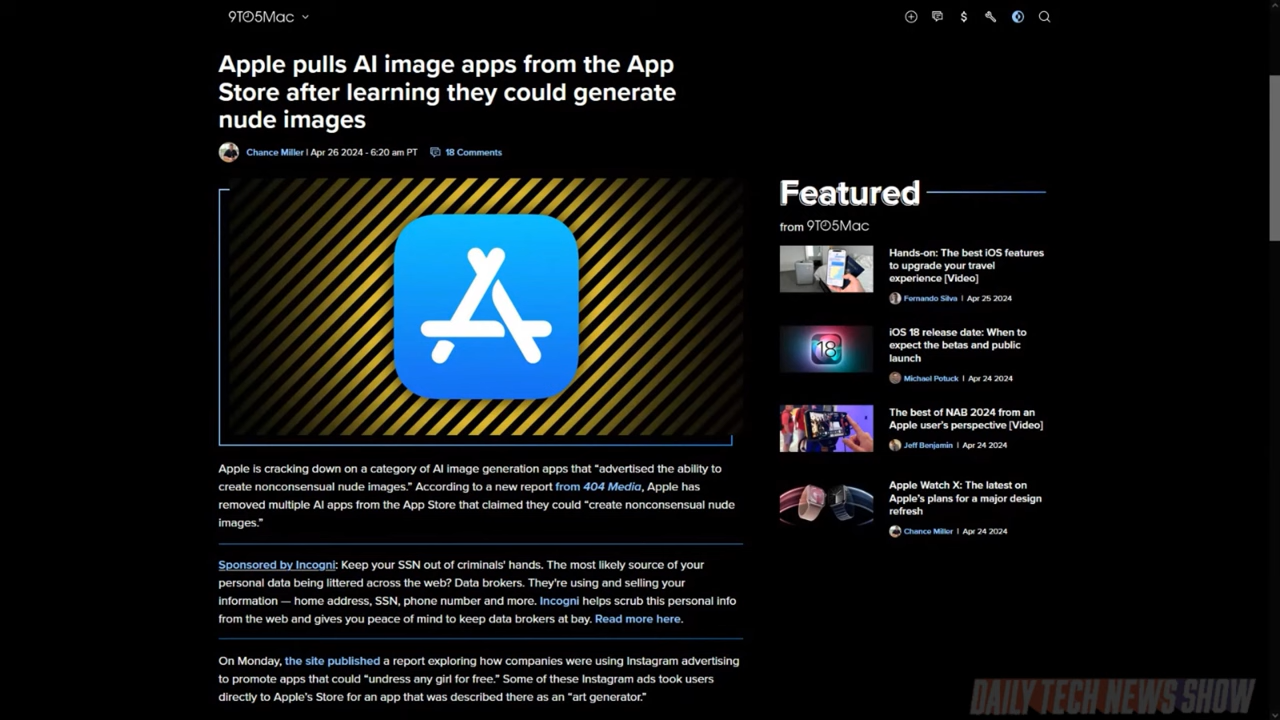 9TO5Mac
Apple pulls AI image apps from the App
Store after learning they could generate
nude images
Chance Miller | Apr 26 2024 - 6:20 am PT
18 Comments
Apple is cracking down on a category of AI image generation apps that “advertised the ability to
create nonconsensual nude images.” According to a new report from 404 Media, Apple has
removed multiple AI apps from the App Store that claimed they could “create nonconsensual nude
images.”
Sponsored by Incogni: Keep your SSN out of criminals' hands. The most likely source of your
personal data being littered across the web? Data brokers. They're using and selling your
information — home address, SSN, phone number and more. Incogni helps scrub this personal info
from the web and gives you peace of mind to keep data brokers at bay. Read more here.
On Monday, the site published a report exploring how companies were using Instagram advertising
to promote apps that could “undress any girl for free.” Some of these Instagram ads took users
directly to Apple's Store for an app that was described there as an “art generator.”
Featured
from 9TO5Mac
Hands-on: The best iOS features
to upgrade your travel
experience [Video]
Fernando Silva | Apr 25 2024
18
iOS 18 release date: When to
expect the betas and public
launch
Michael Potuck | Apr 24 2024
The best of NAB 2024 from an
Apple user's perspective [Video]
Jeff Benjamin | Apr 24 2024
Apple Watch X: The latest on
Apple's plans for a major design
refresh
Chance Miller | Apr 24 2024
DAILY TECH NEWS SHOW